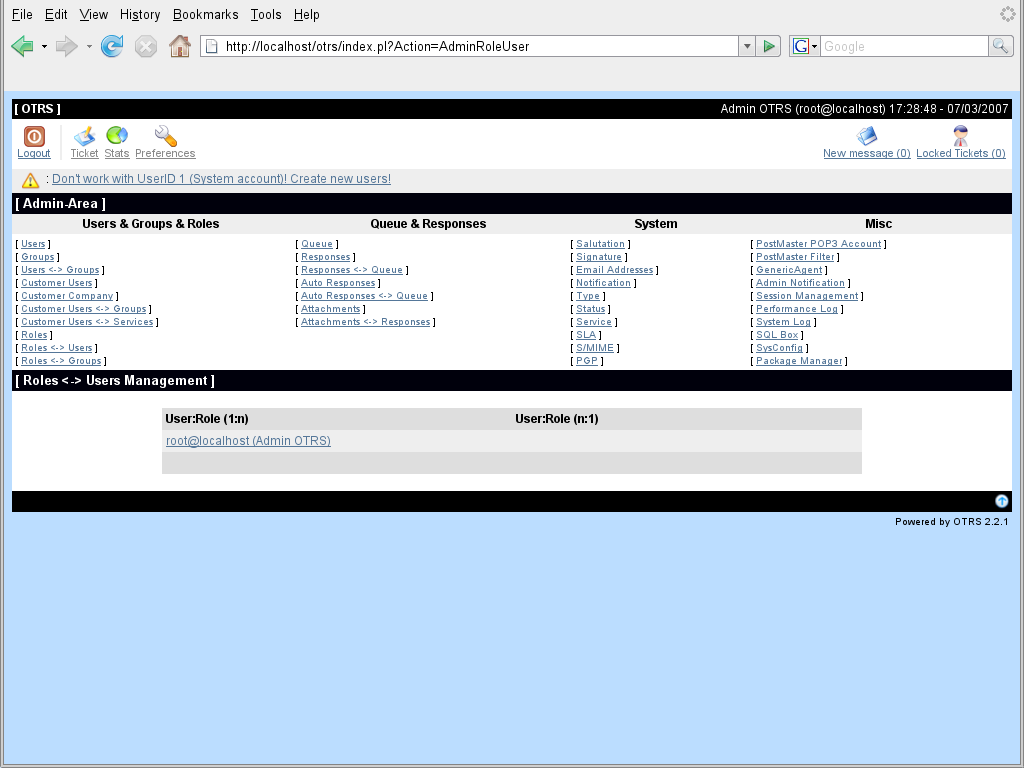 File Edit View History Bookmarks Tools Help
http://localhost/otrs/index.pl?Action=AdminRoleUser
G Google
[ OTRS ] Admin OTRS (root@localhost) 17:28:48 - 07/03/2007
Logout Ticket Stats Preferences New message (0) Locked Tickets (0)
: Don't work with UserID 1 (System account)! Create new users!
[ Admin-Area ]
Users & Groups & Roles Queue & Responses System Misc
[ Users ] [ Queue ] [ Salutation ] [ PostMaster POP3 Account ]
[ Groups ] [ Responses ] [ Signature ] [ PostMaster Filter ]
[ Users <-> Groups ] [ Responses <-> Queue ] [ Email Addresses ] [ GenericAgent ]
[ Customer Users ] [ Auto Responses ] [ Notification ] [ Admin Notification ]
[ Customer Company ] [ Auto Responses <-> Queue ] [ Type ] [ Session Management ]
[ Customer Users <-> Groups ] [ Attachments ] [ Status ] [ Performance Log ]
[ Customer Users <-> Services ] [ Attachments <-> Responses ] [ Service ] [ System Log ]
[ Roles ] [ SLA ] [ SQL Box ]
[ Roles <-> Users ] [ S/MIME ] [ SysConfig ]
[ Roles <-> Groups ] [ PGP ] [ Package Manager ]
[ Roles <-> Users Management ]
User:Role (1:n) User:Role (n:1)
root@localhost (Admin OTRS)
Powered by OTRS 2.2.1